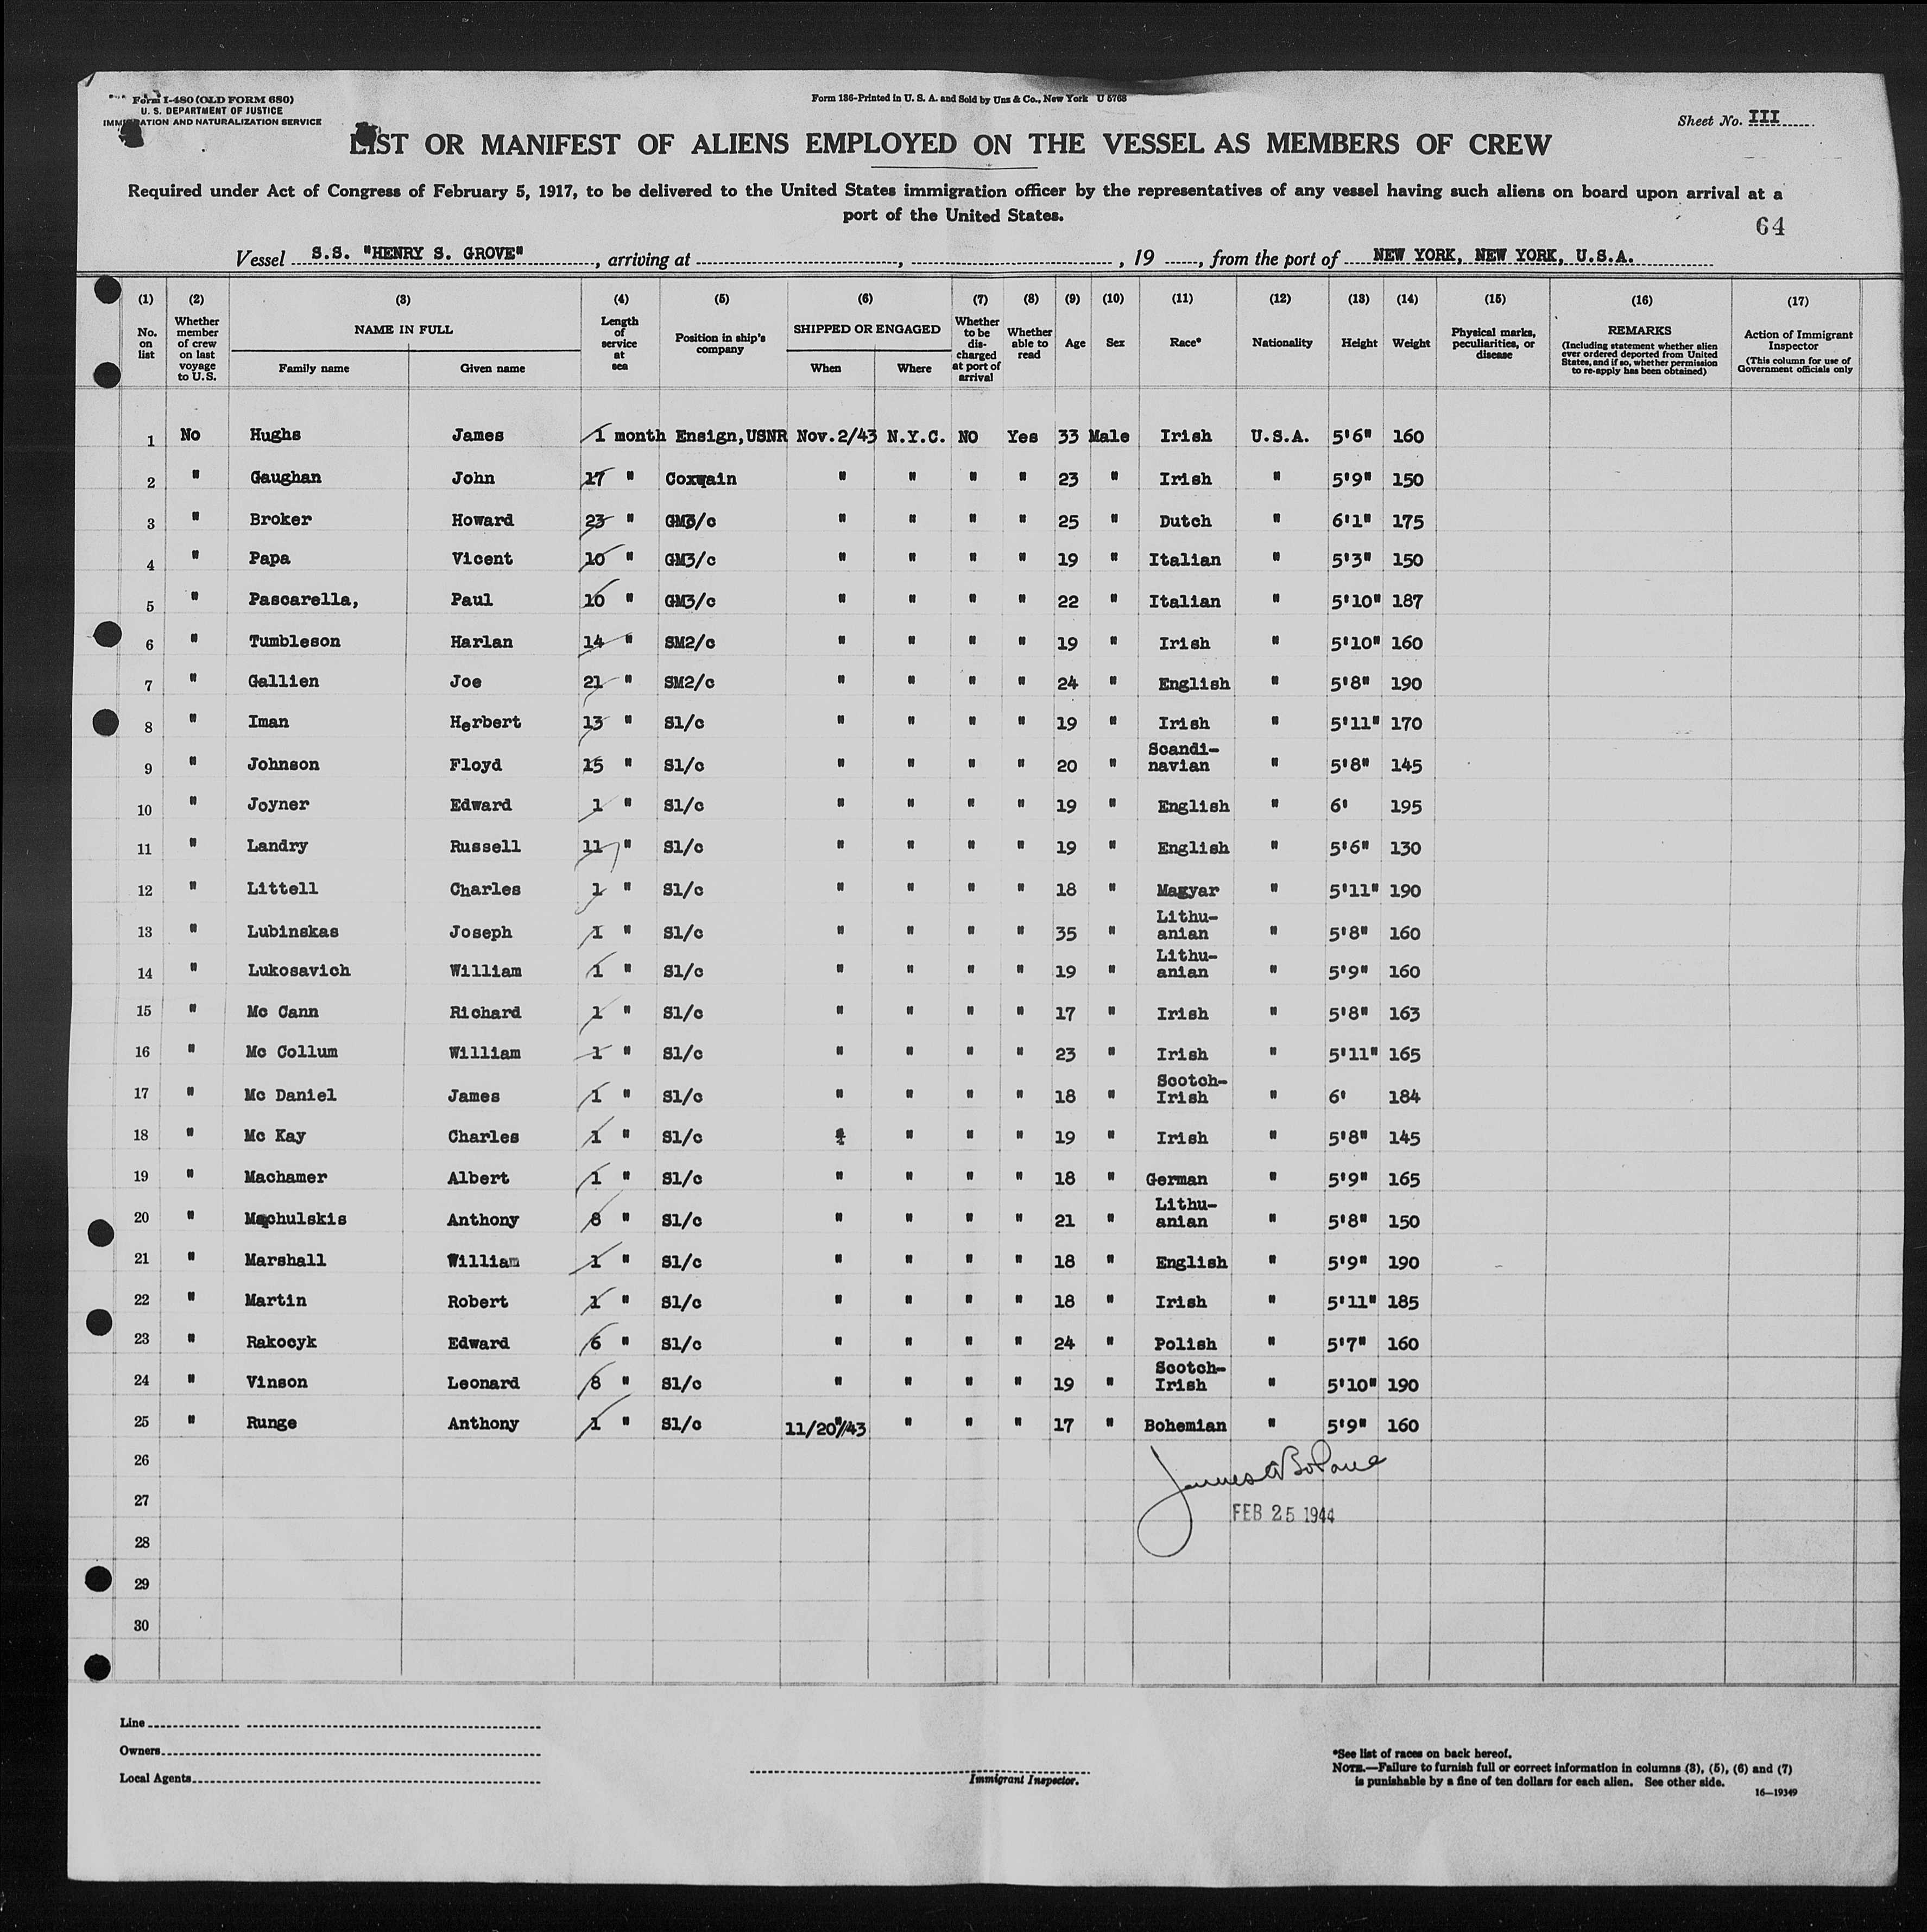 Form I-480 (OLD FORM 680)
U. S. DEPARTMENT OF JUSTICE
IMMIGRATION AND NATURALIZATION SERVICE
Form 186-Printed in U. S. A. and Sold by Unz & Co., New York U 5768
Sheet No. III
LIST OR MANIFEST OF ALIENS EMPLOYED ON THE VESSEL AS MEMBERS OF CREW
Required under Act of Congress of February 5, 1917, to be delivered to the United States immigration officer by the representatives of any vessel having such aliens on board upon arrival at a
port of the United States.
64
Vessel S.S. "HENRY S. GROVE", arriving at , , 19 , from the port of NEW YORK, NEW YORK, U.S.A.
(1) No. on list (2) Whether member of crew on last voyage to U.S. (3) NAME IN FULL Family name Given name (4) Length of service at sea (5) Position in ship's company (6) SHIPPED OR ENGAGED When Where (7) Whether to be discharged at port of arrival (8) Whether able to read (9) Age (10) Sex (11) Race* (12) Nationality (13) Height (14) Weight (15) Physical marks, peculiarities, or disease (16) REMARKS (Including statement whether alien ever ordered deported from United States, and if so, whether permission to re-apply has been obtained) (17) Action of Immigrant Inspector (This column for use of Government officials only
1 No Hughs James 1 month Ensign,USNR Nov.2/43 N.Y.C. NO Yes 33 Male Irish U.S.A. 5'6" 160
2 " Gaughan John 17 " Coxwain " " " " 23 " Irish " 5'9" 150
3 " Broker Howard 23 " GM3/c " " " " 25 " Dutch " 6'1" 175
4 " Papa Vicent 10 " GM3/c " " " " 19 " Italian " 5'3" 150
5 " Pascarella, Paul 10 " GM3/c " " " " 22 " Italian " 5'10" 187
6 " Tumbleson Harlan 14 " SM2/c " " " " 19 " Irish " 5'10" 160
7 " Gallien Joe 21 " SM2/c " " " " 24 " English " 5'8" 190
8 " Iman Herbert 13 " S1/c " " " " 19 " Irish " 5'11" 170
9 " Johnson Floyd 15 " S1/c " " " " 20 " Scandi-navian " 5'8" 145
10 " Joyner Edward 1 " S1/c " " " " 19 " English " 6' 195
11 " Landry Russell 11 " S1/c " " " " 19 " English " 5'6" 130
12 " Littell Charles 1 " S1/c " " " " 18 " Magyar " 5'11" 190
13 " Lubinskas Joseph 1 " S1/c " " " " 35 " Lithu-anian " 5'8" 160
14 " Lukosavich William 1 " S1/c " " " " 19 " Lithu-anian " 5'9" 160
15 " Mc Cann Richard 1 " S1/c " " " " 17 " Irish " 5'8" 163
16 " Mc Collum William 1 " S1/c " " " " 23 " Irish " 5'11" 165
17 " Mc Daniel James 1 " S1/c " " " " 18 " Scotch-Irish " 6' 184
18 " Mc Kay Charles 1 " S1/c " " " 19 " Irish " 5'8" 145
19 " Machamer Albert 1 " S1/c " " " " 18 " German " 5'9" 165
20 " Machulskis Anthony 8 " S1/c " " " " 21 " Lithu-anian " 5'8" 150
21 " Marshall William 1 " S1/c " " " " 18 " English " 5'9" 190
22 " Martin Robert 1 " S1/c " " " " 18 " Irish " 5'11" 185
23 " Rakocyk Edward 6 " S1/c " " " " 24 " Polish " 5'7" 160
24 " Vinson Leonard 8 " S1/c " " " " 19 " Scotch-Irish " 5'10" 190
25 " Runge Anthony 1 " S1/c 11/20/43 " " " 17 " Bohemian " 5'9" 160
26
27
FEB 25 1944
28
29
30
Line
Owners
Local Agents
Immigrant Inspector.
*See list of races on back hereof.
NOTE.—Failure to furnish full or correct information in columns (3), (5), (6) and (7)
is punishable by a fine of ten dollars for each alien. See other side.
16—19349